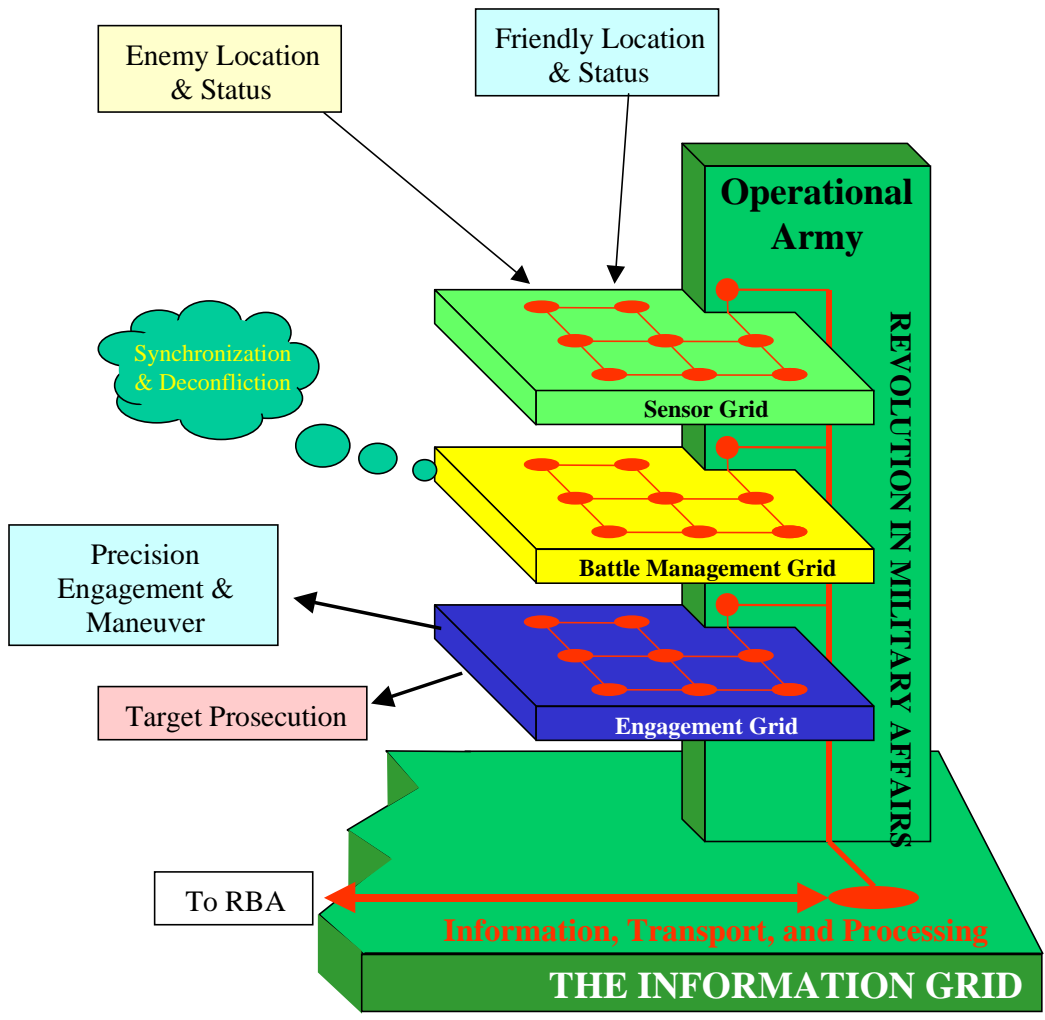 Enemy Location
& Status
Friendly Location
& Status
Operational
Army
REVOLUTION IN MILITARY AFFAIRS
Synchronization
& Deconfliction
Sensor Grid
Battle Management Grid
Precision
Engagement &
Maneuver
Target Prosecution
Engagement Grid
To RBA
Information, Transport, and Processing
THE INFORMATION GRID